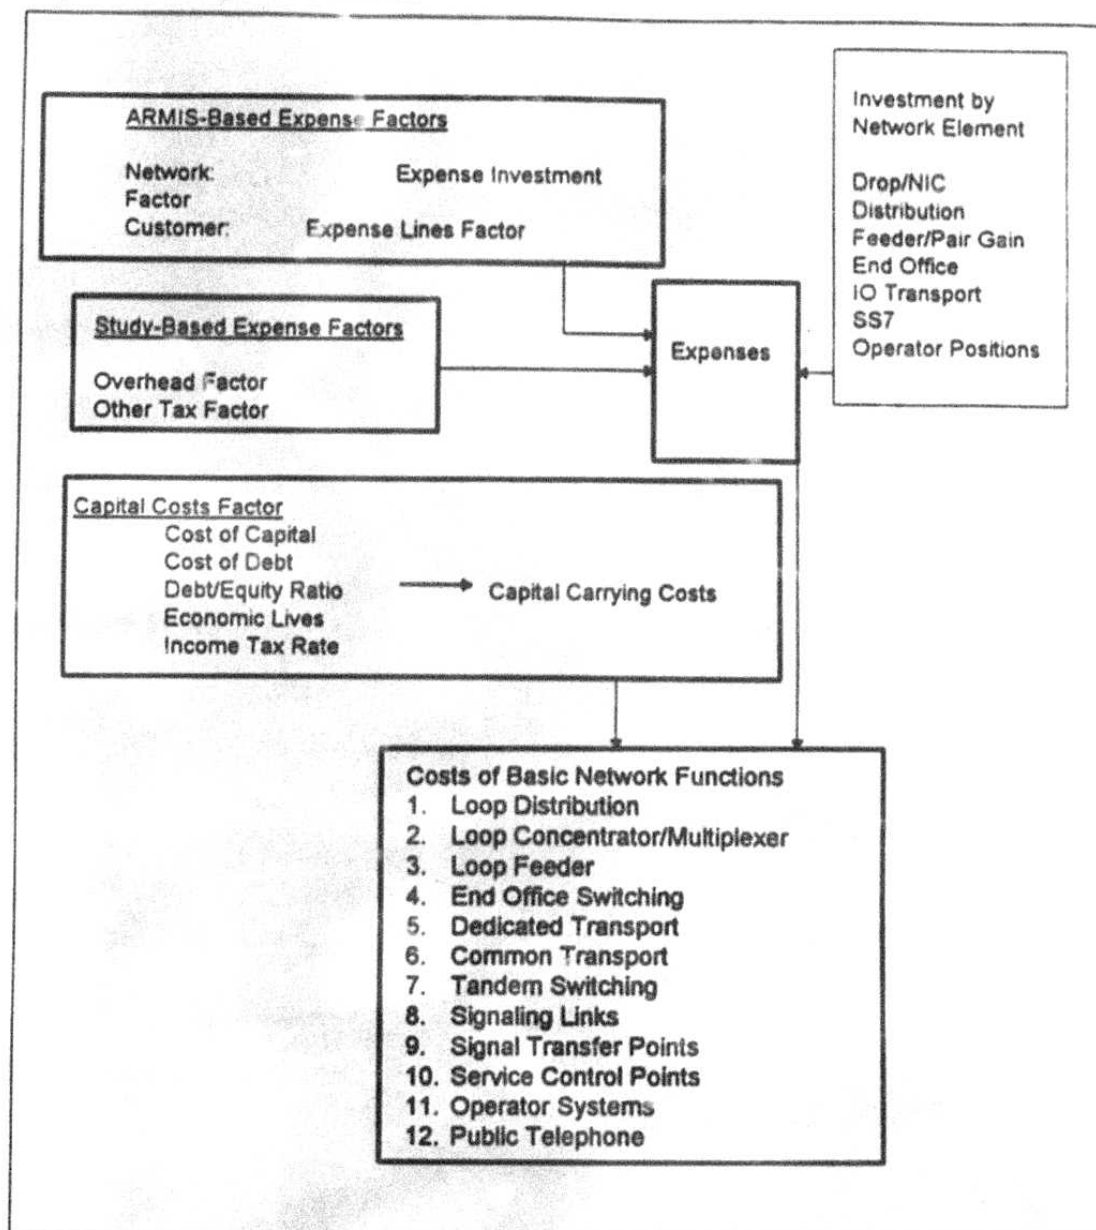 ARMIS-Based Expense Factors
Network: Expense Investment
Factor
Customer: Expense Lines Factor
Investment by
Network Element
Drop/NIC
Distribution
Feeder/Pair Gain
End Office
IO Transport
SS7
Operator Positions
Study-Based Expense Factors
Overhead Factor
Other Tax Factor
Expenses
Capital Costs Factor
Cost of Capital
Cost of Debt
Debt/Equity Ratio
Economic Lives
Income Tax Rate
Capital Carrying Costs
Costs of Basic Network Functions
1. Loop Distribution
2. Loop Concentrator/Multiplexer
3. Loop Feeder
4. End Office Switching
5. Dedicated Transport
6. Common Transport
7. Tandem Switching
8. Signaling Links
9. Signal Transfer Points
10. Service Control Points
11. Operator Systems
12. Public Telephone